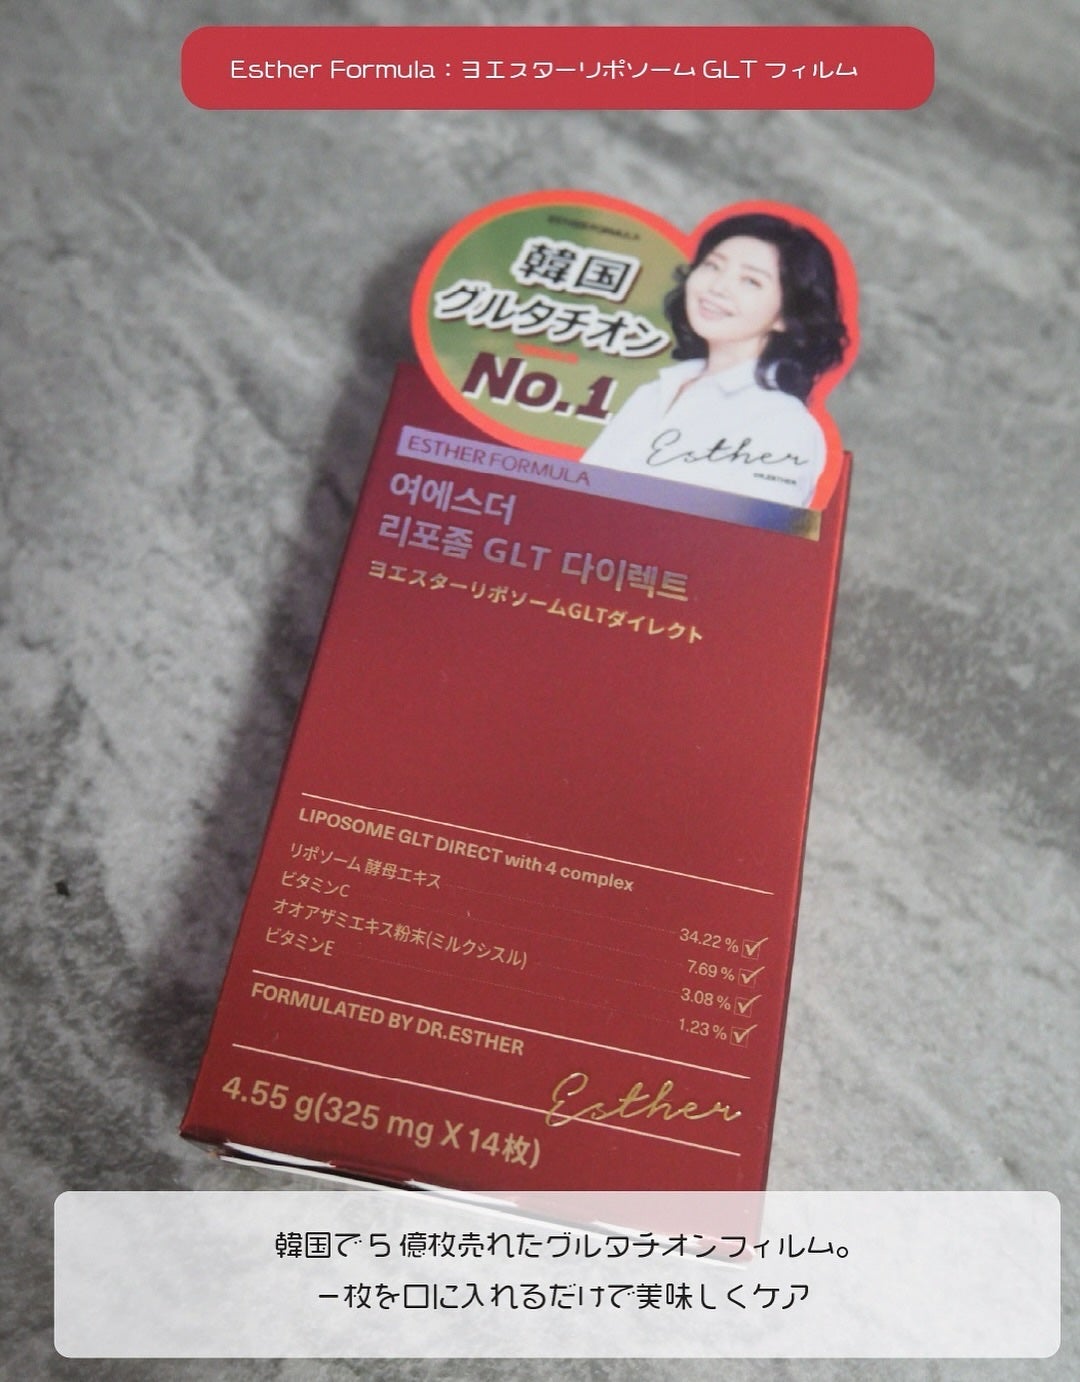 Esther Formula：ヨエスターリポソーム GLT フィルム
ESTHER FORMULA
韓国
グルタチオン
No.1
Esther
DR.ESTHER
ESTHER FORMULA
여에스더
리포좀 GLT 다이렉트
ヨエスターリポソームGLTダイレクト
LIPOSOME GLT DIRECT with 4 complex
リポソーム 酵母エキス 34.22 %
ビタミンC 7.69 %
オオアザミエキス粉末(ミルクシスル) 3.08 %
ビタミンE 1.23 %
FORMULATED BY DR.ESTHER
Esther
4.55 g(325 mg X 14枚)
韓国で５億枚売れたグルタチオンフィルム。
一枚を口に入れるだけで美味しくケア